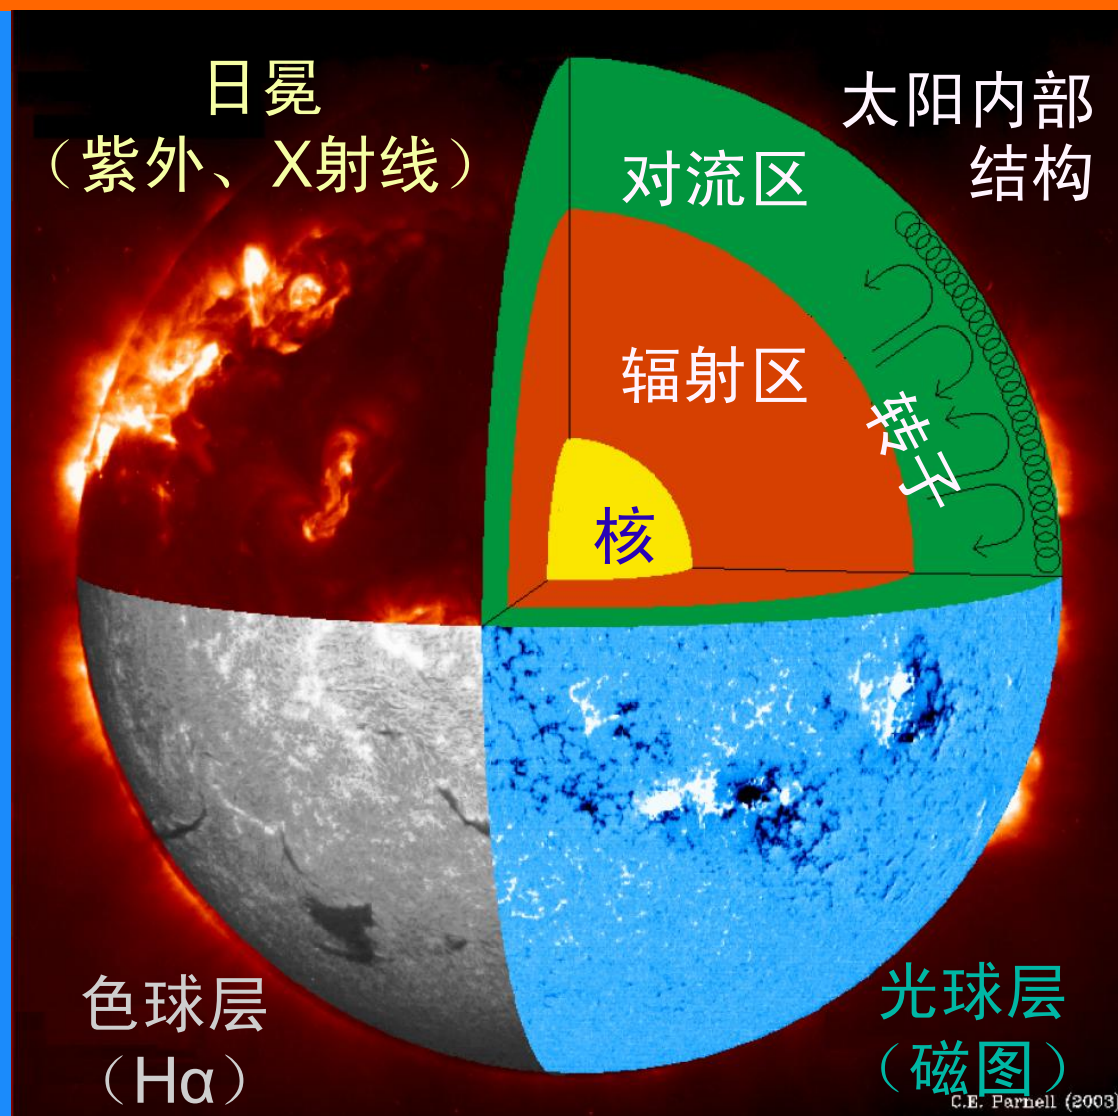 日冕
（紫外、X射线）
太阳内部
结构
对流区
辐射区
转子
核
色球层
（Hα）
光球层
（磁图）
C.E. Parnell (2003)